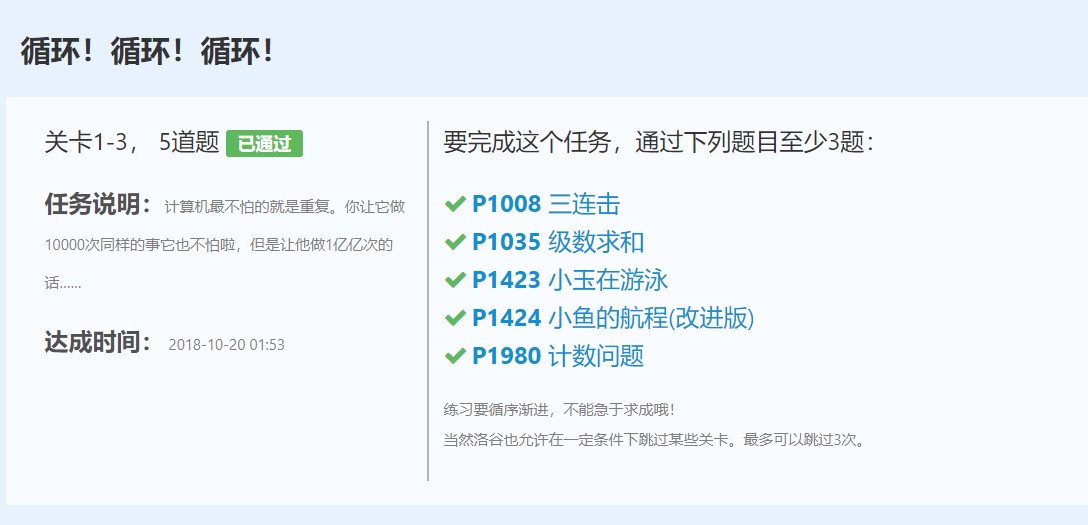 循环！循环！循环！
关卡1-3， 5道题 已通过
任务说明： 计算机最不怕的就是重复。你让它做
10000次同样的事它也不怕啦，但是让他做1亿亿次的
话......
达成时间： 2018-10-20 01:53
要完成这个任务，通过下列题目至少3题：
P1008 三连击
P1035 级数求和
P1423 小玉在游泳
P1424 小鱼的航程(改进版)
P1980 计数问题
练习要循序渐进，不能急于求成哦！
当然洛谷也允许在一定条件下跳过某些关卡。最多可以跳过3次。